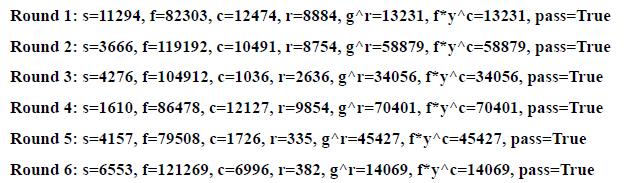 Round 1: s=11294, f=82303, c=12474, r=8884, g^r=13231, f*y^c=13231, pass=True
Round 2: s=3666, f=119192, c=10491, r=8754, g^r=58879, f*y^c=58879, pass=True
Round 3: s=4276, f=104912, c=1036, r=2636, g^r=34056, f*y^c=34056, pass=True
Round 4: s=1610, f=86478, c=12127, r=9854, g^r=70401, f*y^c=70401, pass=True
Round 5: s=4157, f=79508, c=1726, r=335, g^r=45427, f*y^c=45427, pass=True
Round 6: s=6553, f=121269, c=6996, r=382, g^r=14069, f*y^c=14069, pass=True